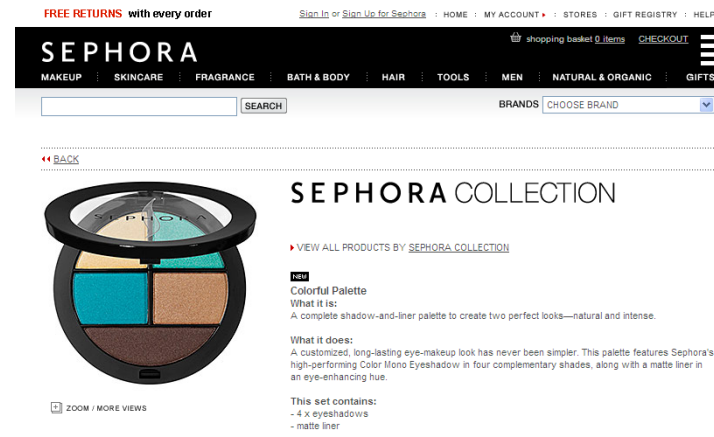 FREE RETURNS with every order
Sign In or Sign Up for Sephora : HOME : MY ACCOUNT : STORES : GIFT REGISTRY : HELP
SEPHORA
shopping basket 0 items CHECKOUT
MAKEUP SKINCARE FRAGRANCE BATH & BODY HAIR TOOLS MEN NATURAL & ORGANIC GIFTS
SEARCH
BRANDS CHOOSE BRAND
BACK
SEPHORA
SEPHORA COLLECTION
VIEW ALL PRODUCTS BY SEPHORA COLLECTION
NEW
Colorful Palette
What it is:
A complete shadow-and-liner palette to create two perfect looks—natural and intense.
What it does:
A customized, long-lasting eye-makeup look has never been simpler. This palette features Sephora's
high-performing Color Mono Eyeshadow in four complementary shades, along with a matte liner in
an eye-enhancing hue.
This set contains:
- 4 x eyeshadows
- matte liner
ZOOM / MORE VIEWS